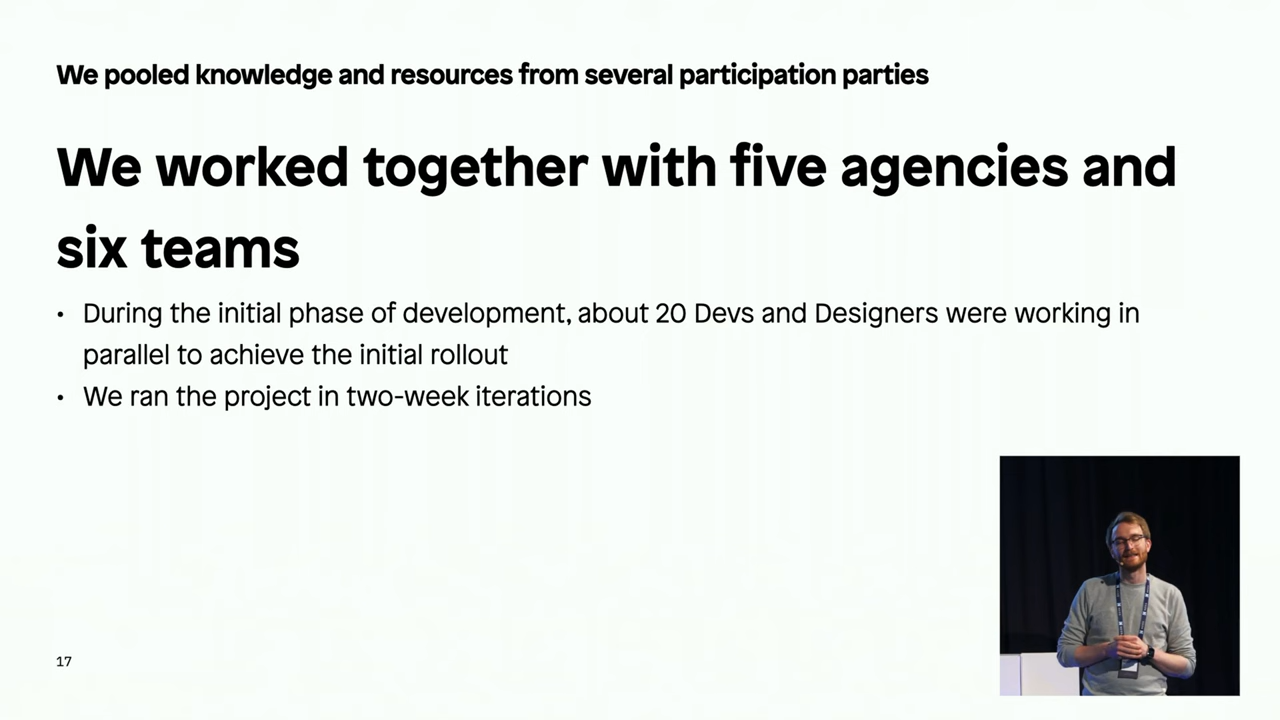 We pooled knowledge and resources from several participation parties
We worked together with five agencies and
six teams
• During the initial phase of development, about 20 Devs and Designers were working in
parallel to achieve the initial rollout
• We ran the project in two-week iterations
17